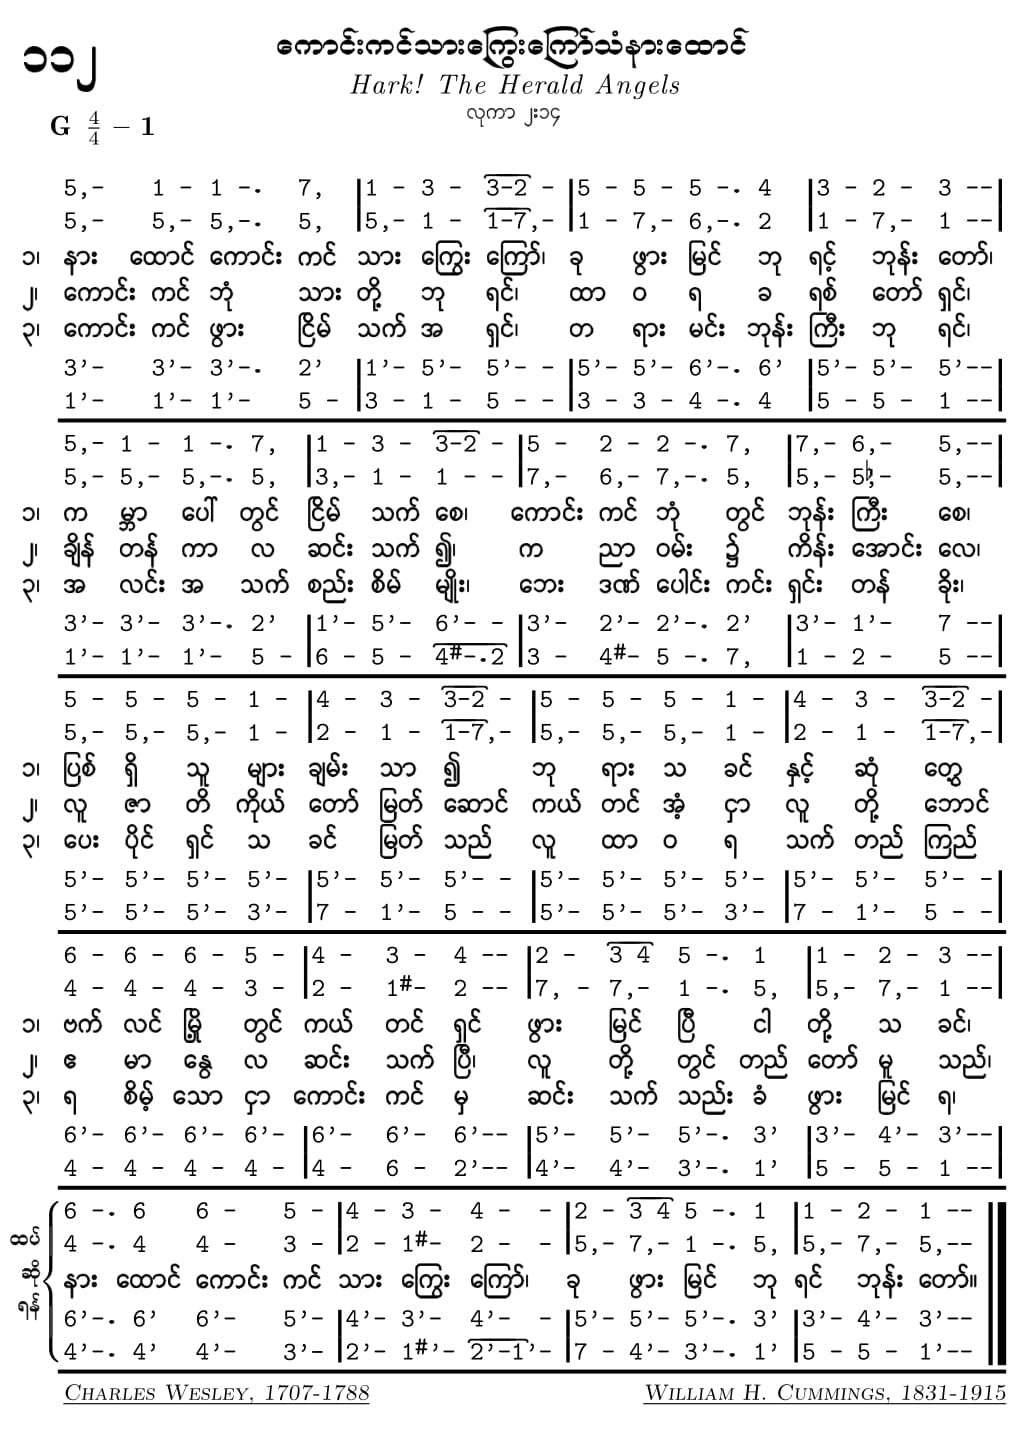 ၁၁၂
ကောင်းကင်သားကြွေးကြော်သံနားထောင်
Hark! The Herald Angels
လုကာ ၂း၁၄
G 4/4 – 1
5,– 1 – 1 –. 7, |1 – 3 – 3–2 – |5 – 5 – 5 –. 4 |3 – 2 – 3 ––|
5,– 5,– 5,–. 5, |5,– 1 – 1–7,– |1 – 7,– 6,–. 2 |1 – 7,– 1 ––|
၁၊ နား ထောင် ကောင်း ကင် သား ကြွေး ကြော်၊ ခု ဖွား မြင် ဘု ရင့် ဘုန်း တော်၊
၂၊ ကောင်း ကင် ဘုံ သား တို့ ဘု ရင်၊ ထာ ဝ ရ ခ ရစ် တော် ရှင်၊
၃၊ ကောင်း ကင် ဖွား ငြိမ် သက် အ ရှင်၊ တ ရား မင်း ဘုန်း ကြီး ဘု ရင်၊
3’– 3’– 3’–. 2’ |1’– 5’– 5’– – |5’– 5’– 6’–. 6’ |5’– 5’– 5’––|
1’– 1’– 1’– 5 – |3 – 1 – 5 – – |3 – 3 – 4 –. 4 |5 – 5 – 1 ––|
5,– 1 – 1 –. 7, |1 – 3 – 3–2 – |5 – 2 – 2 –. 7, |7,– 6,– 5,––|
5,– 5,– 5,–. 5, |3,– 1 – 1 – – |7,– 6,– 7,–. 5, |5,– 5♭,– 5,––|
၁၊ က မ္ဘာ ပေါ် တွင် ငြိမ် သက် စေ၊ ကောင်း ကင် ဘုံ တွင် ဘုန်း ကြီး စေ၊
၂၊ ချိန် တန် ကာ လ ဆင်း သက် ၍၊ က ညာ ဝမ်း ၌ ကိန်း အောင်း လေ၊
၃၊ အ လင်း အ သက် စည်း စိမ် မျိုး၊ ဘေး ဒဏ် ပေါင်း ကင်း ရှင်း တန် ခိုး၊
3’– 3’– 3’–. 2’ |1’– 5’– 6’– – |3’– 2’– 2’–. 2’ |3’– 1’– 7 ––|
1’– 1’– 1’– 5 – |6 – 5 – 4#–.2 |3 – 4#– 5 –. 7, |1 – 2 – 5 ––|
5 – 5 – 5 – 1 – |4 – 3 – 3–2 – |5 – 5 – 5 – 1 – |4 – 3 – 3–2 –|
5,– 5,– 5,– 1 – |2 – 1 – 1–7,– |5,– 5,– 5,– 1 – |2 – 1 – 1–7,–|
၁၊ ပြစ် ရှိ သူ များ ချမ်း သာ ၍ ဘု ရား သ ခင် နှင့် ဆုံ တွေ့
၂၊ လူ ဇာ တိ ကိုယ် တော် မြတ် ဆောင် ကယ် တင် အံ့ ငှာ လူ တို့ ဘောင်
၃၊ ပေး ပိုင် ရှင် သ ခင် မြတ် သည် လူ ထာ ဝ ရ သက် တည် ကြည်
5’– 5’– 5’– 5’– |5’– 5’– 5’– – |5’– 5’– 5’– 5’– |5’– 5’– 5’– –|
5’– 5’– 5’– 3’– |7 – 1’– 5 – – |5’– 5’– 5’– 3’– |7 – 1’– 5 – –|
6 – 6 – 6 – 5 – |4 – 3 – 4 –– |2 – 3 4 5 –. 1 |1 – 2 – 3 ––|
4 – 4 – 4 – 3 – |2 – 1#– 2 –– |7, – 7,– 1 –. 5, |5,– 7,– 1 ––|
၁၊ ဗက် လင် မြို့ တွင် ကယ် တင် ရှင် ဖွား မြင် ပြီ ငါ တို့ သ ခင်၊
၂၊ ဧ မာ နွေ လ ဆင်း သက် ပြီ၊ လူ တို့ တွင် တည် တော် မူ သည်၊
၃၊ ရ စိမ့် သော ငှာ ကောင်း ကင် မှ ဆင်း သက် သည်း ခံ ဖွား မြင် ရ၊
6’– 6’– 6’– 6’– |6’– 6’– 6’–– |5’– 5’– 5’–. 3’ |3’– 4’– 3’––|
4 – 4 – 4 – 4 – |4 – 6 – 2’–– |4’– 4’– 3’–. 1’ |5 – 5 – 1 ––|
ထပ် ဆို ရန်
6 –. 6 6 – 5 – |4 – 3 – 4 – – |2 – 3 4 5 –. 1 |1 – 2 – 1 ––
4 –. 4 4 – 3 – |2 – 1#– 2 – – |5,– 7,– 1 –. 5, |5,– 7,– 5,––
နား ထောင် ကောင်း ကင် သား ကြွေး ကြော်၊ ခု ဖွား မြင် ဘု ရင် ဘုန်း တော်။
6’–. 6’ 6’– 5’– |4’– 3’– 4’– – |5’– 5’– 5’–. 3’ |3’– 4’– 3’––
4’–. 4’ 4’– 3’– |2’– 1#’– 2’–1’– |7 – 4’– 3’–. 1’ |5 – 5 – 1’––
Charles Wesley, 1707-1788
William H. Cummings, 1831-1915